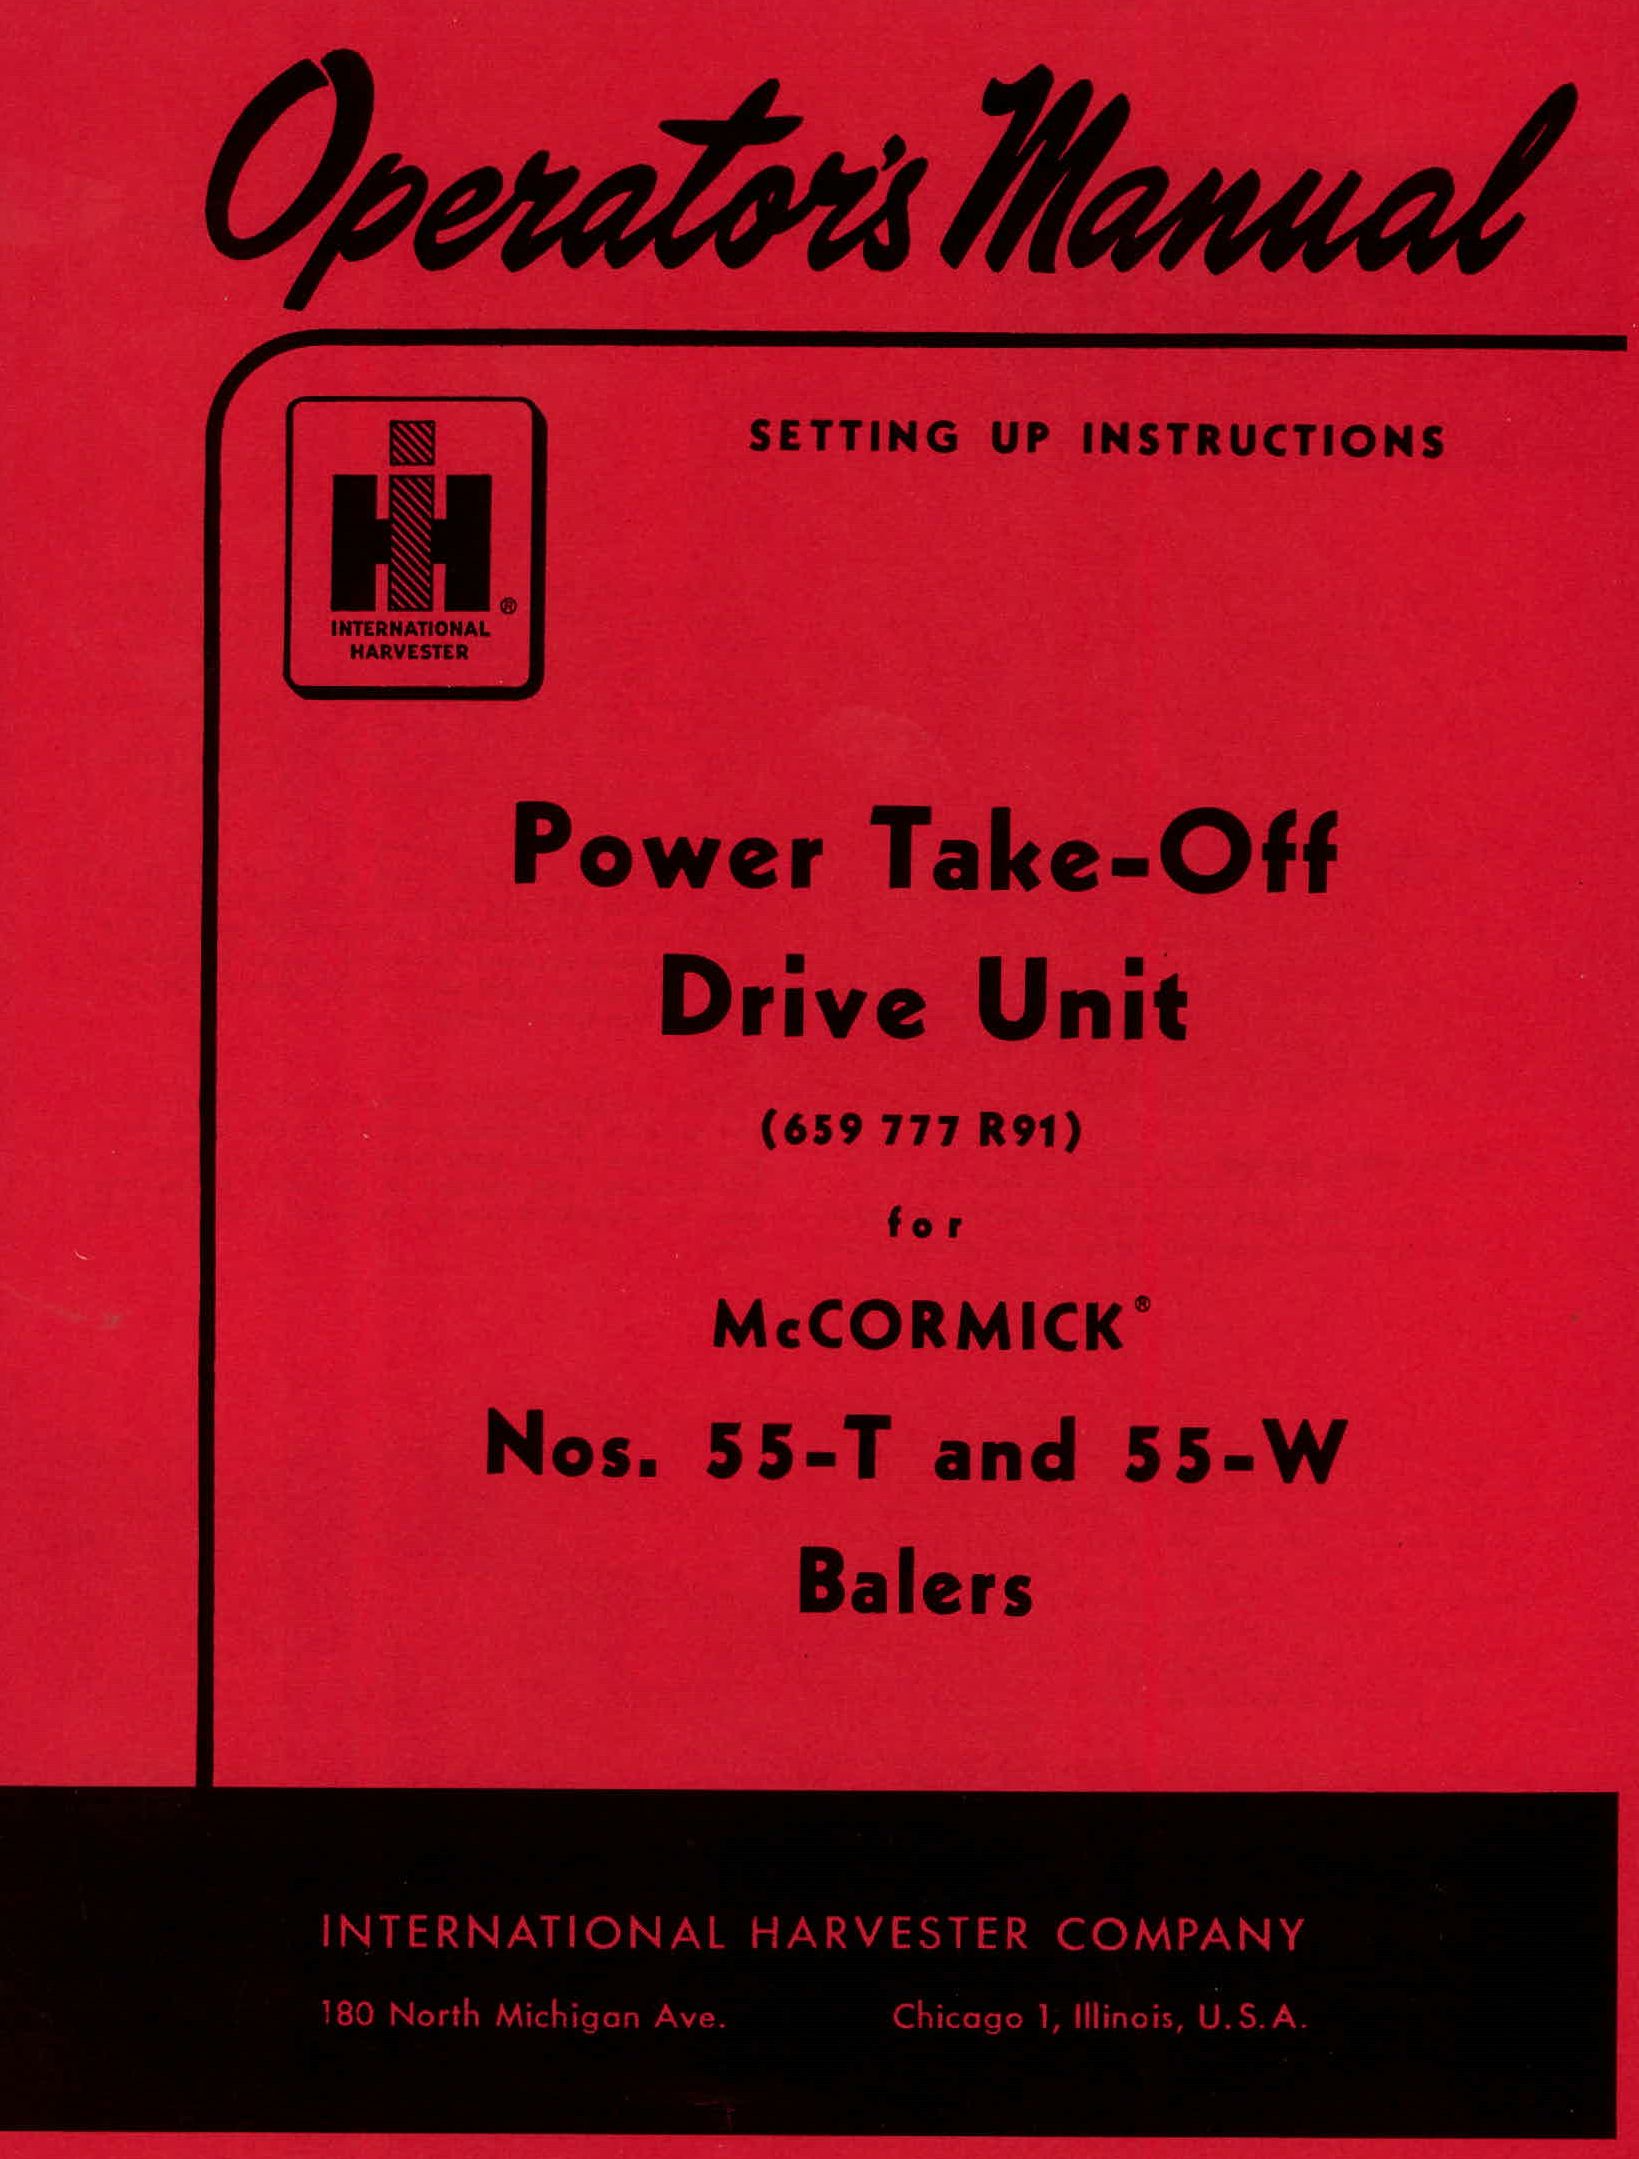 Operator's Manual
SETTING UP INSTRUCTIONS
IH ®
INTERNATIONAL
HARVESTER
Power Take-Off
Drive Unit
(659 777 R91)
for
McCORMICK®
Nos. 55-T and 55-W
Balers
INTERNATIONAL HARVESTER COMPANY
180 North Michigan Ave. Chicago 1, Illinois, U.S.A.